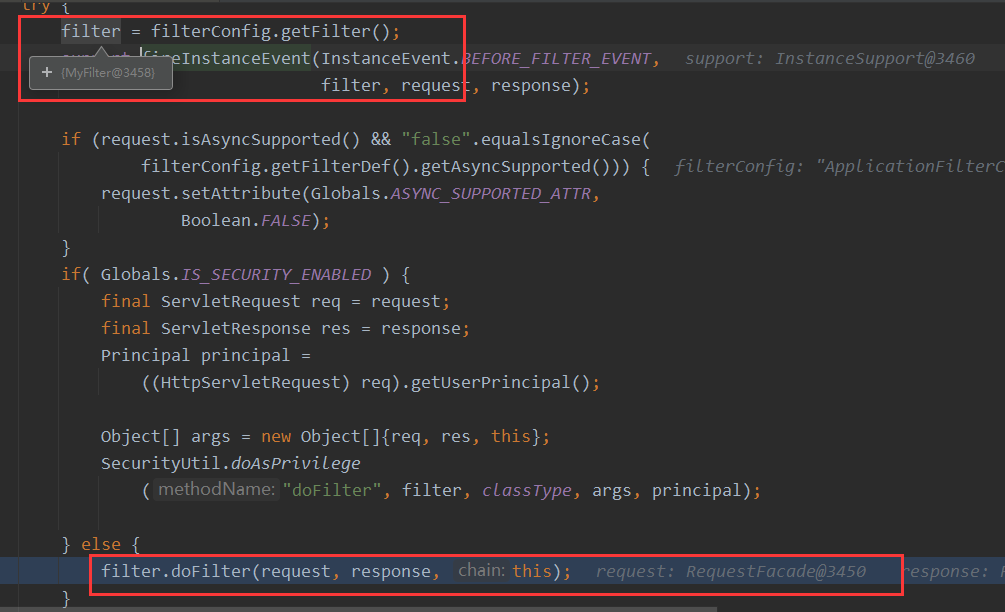 try {
filter = filterConfig.getFilter();
fireInstanceEvent(InstanceEvent.BEFORE_FILTER_EVENT, support: InstanceSupport@3460
+ {MyFilter@3458}
filter, request, response);
if (request.isAsyncSupported() && "false".equalsIgnoreCase(
filterConfig.getFilterDef().getAsyncSupported())) { filterConfig: "ApplicationFilterC
request.setAttribute(Globals.ASYNC_SUPPORTED_ATTR,
Boolean.FALSE);
}
if( Globals.IS_SECURITY_ENABLED ) {
final ServletRequest req = request;
final ServletResponse res = response;
Principal principal =
((HttpServletRequest) req).getUserPrincipal();
Object[] args = new Object[]{req, res, this};
SecurityUtil.doAsPrivilege
( methodName: "doFilter", filter, classType, args, principal);
} else {
filter.doFilter(request, response, chain: this); request: RequestFacade@3450 response:
}